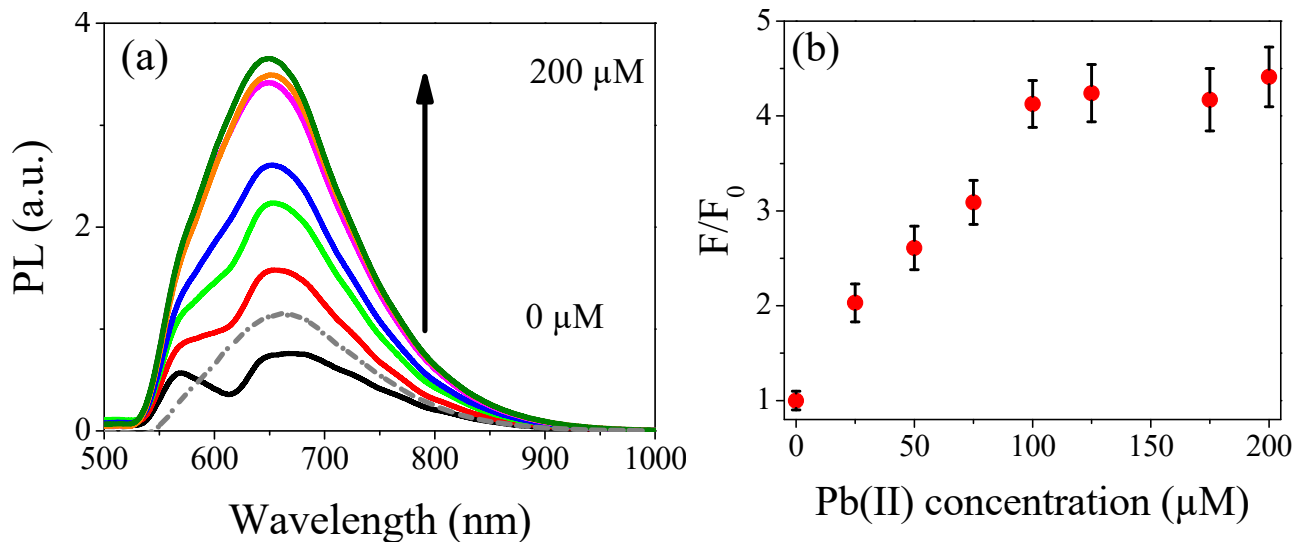 (a)
200 μM
0 μM
4
2
0
PL (a.u.)
500 600 700 800 900 1000
Wavelength (nm)
(b)
5
4
3
2
1
F/F₀
0 50 100 150 200
Pb(II) concentration (μM)